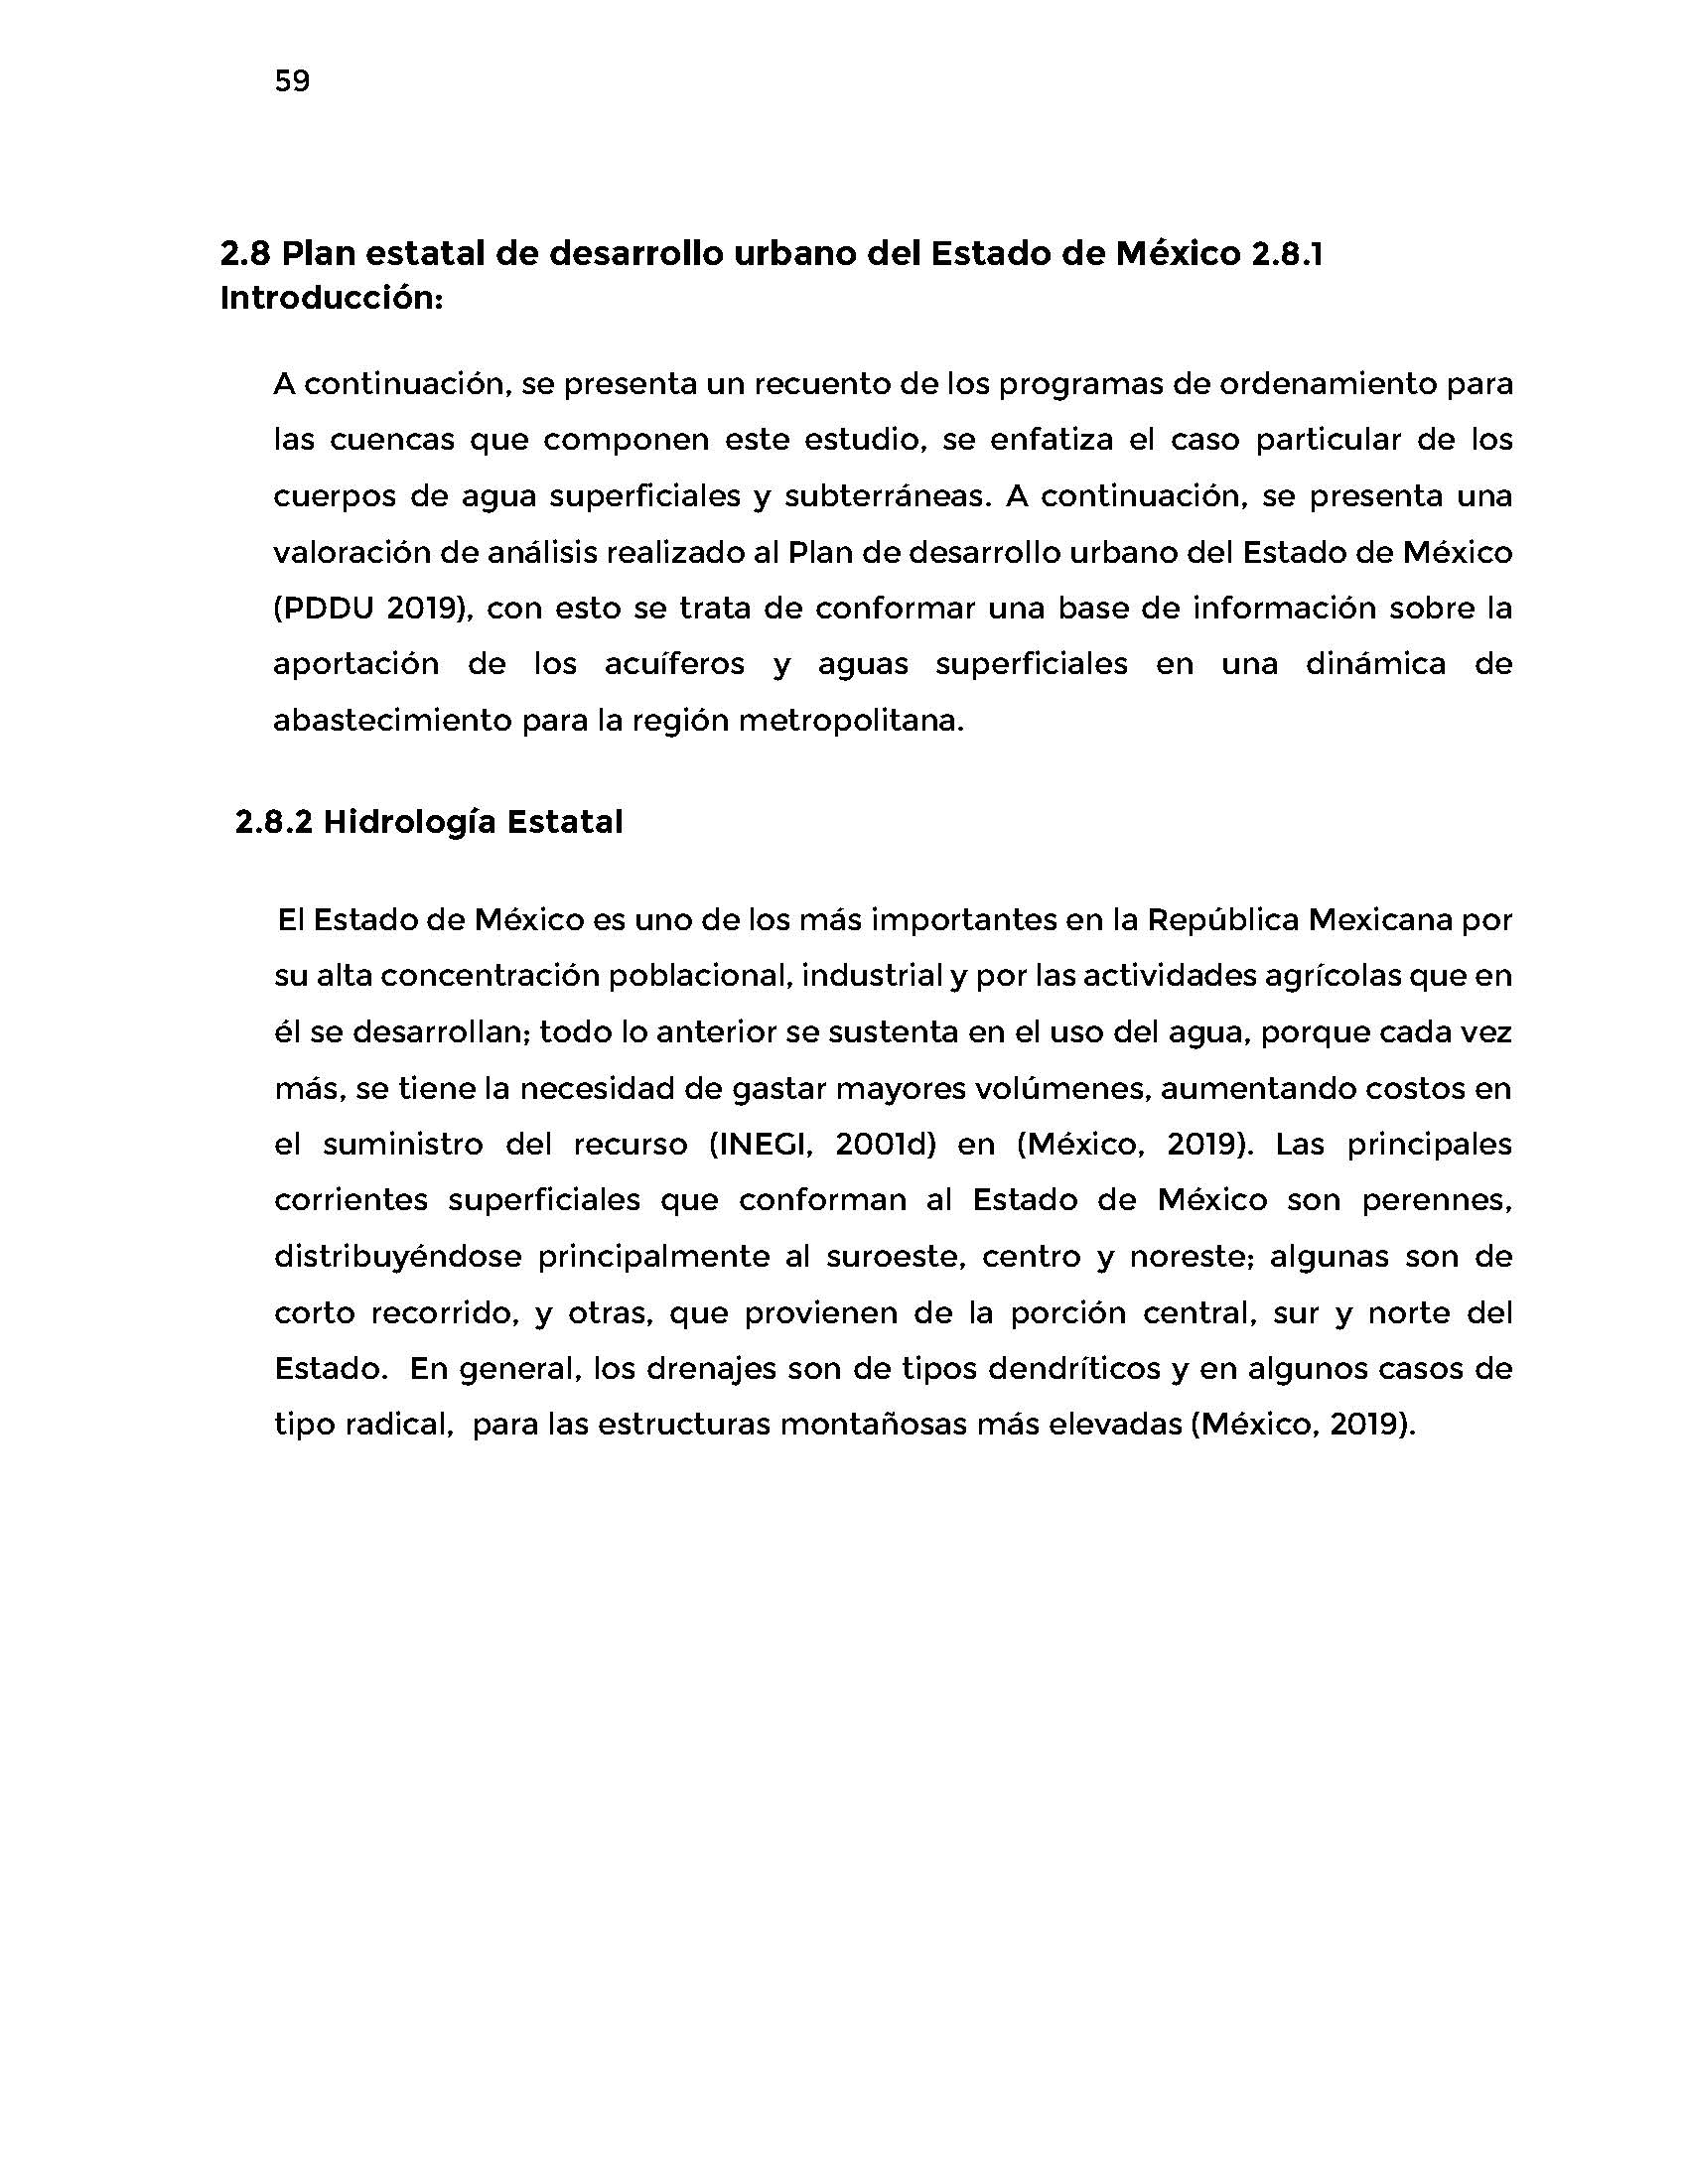 59
2.8 Plan estatal de desarrollo urbano del Estado de México 2.8.1
Introducción:
A continuación, se presenta un recuento de los programas de ordenamiento para
las cuencas que componen este estudio, se enfatiza el caso particular de los
cuerpos de agua superficiales y subterráneas. A continuación, se presenta una
valoración de análisis realizado al Plan de desarrollo urbano del Estado de México
(PDDU 2019), con esto se trata de conformar una base de información sobre la
aportación de los acuíferos y aguas superficiales en una dinámica de
abastecimiento para la región metropolitana.
2.8.2 Hidrología Estatal
El Estado de México es uno de los más importantes en la República Mexicana por
su alta concentración poblacional, industrial y por las actividades agrícolas que en
él se desarrollan; todo lo anterior se sustenta en el uso del agua, porque cada vez
más, se tiene la necesidad de gastar mayores volúmenes, aumentando costos en
el suministro del recurso (INEGI, 2001d) en (México, 2019). Las principales
corrientes superficiales que conforman al Estado de México son perennes,
distribuyéndose principalmente al suroeste, centro y noreste; algunas son de
corto recorrido, y otras, que provienen de la porción central, sur y norte del
Estado. En general, los drenajes son de tipos dendríticos y en algunos casos de
tipo radical, para las estructuras montañosas más elevadas (México, 2019).